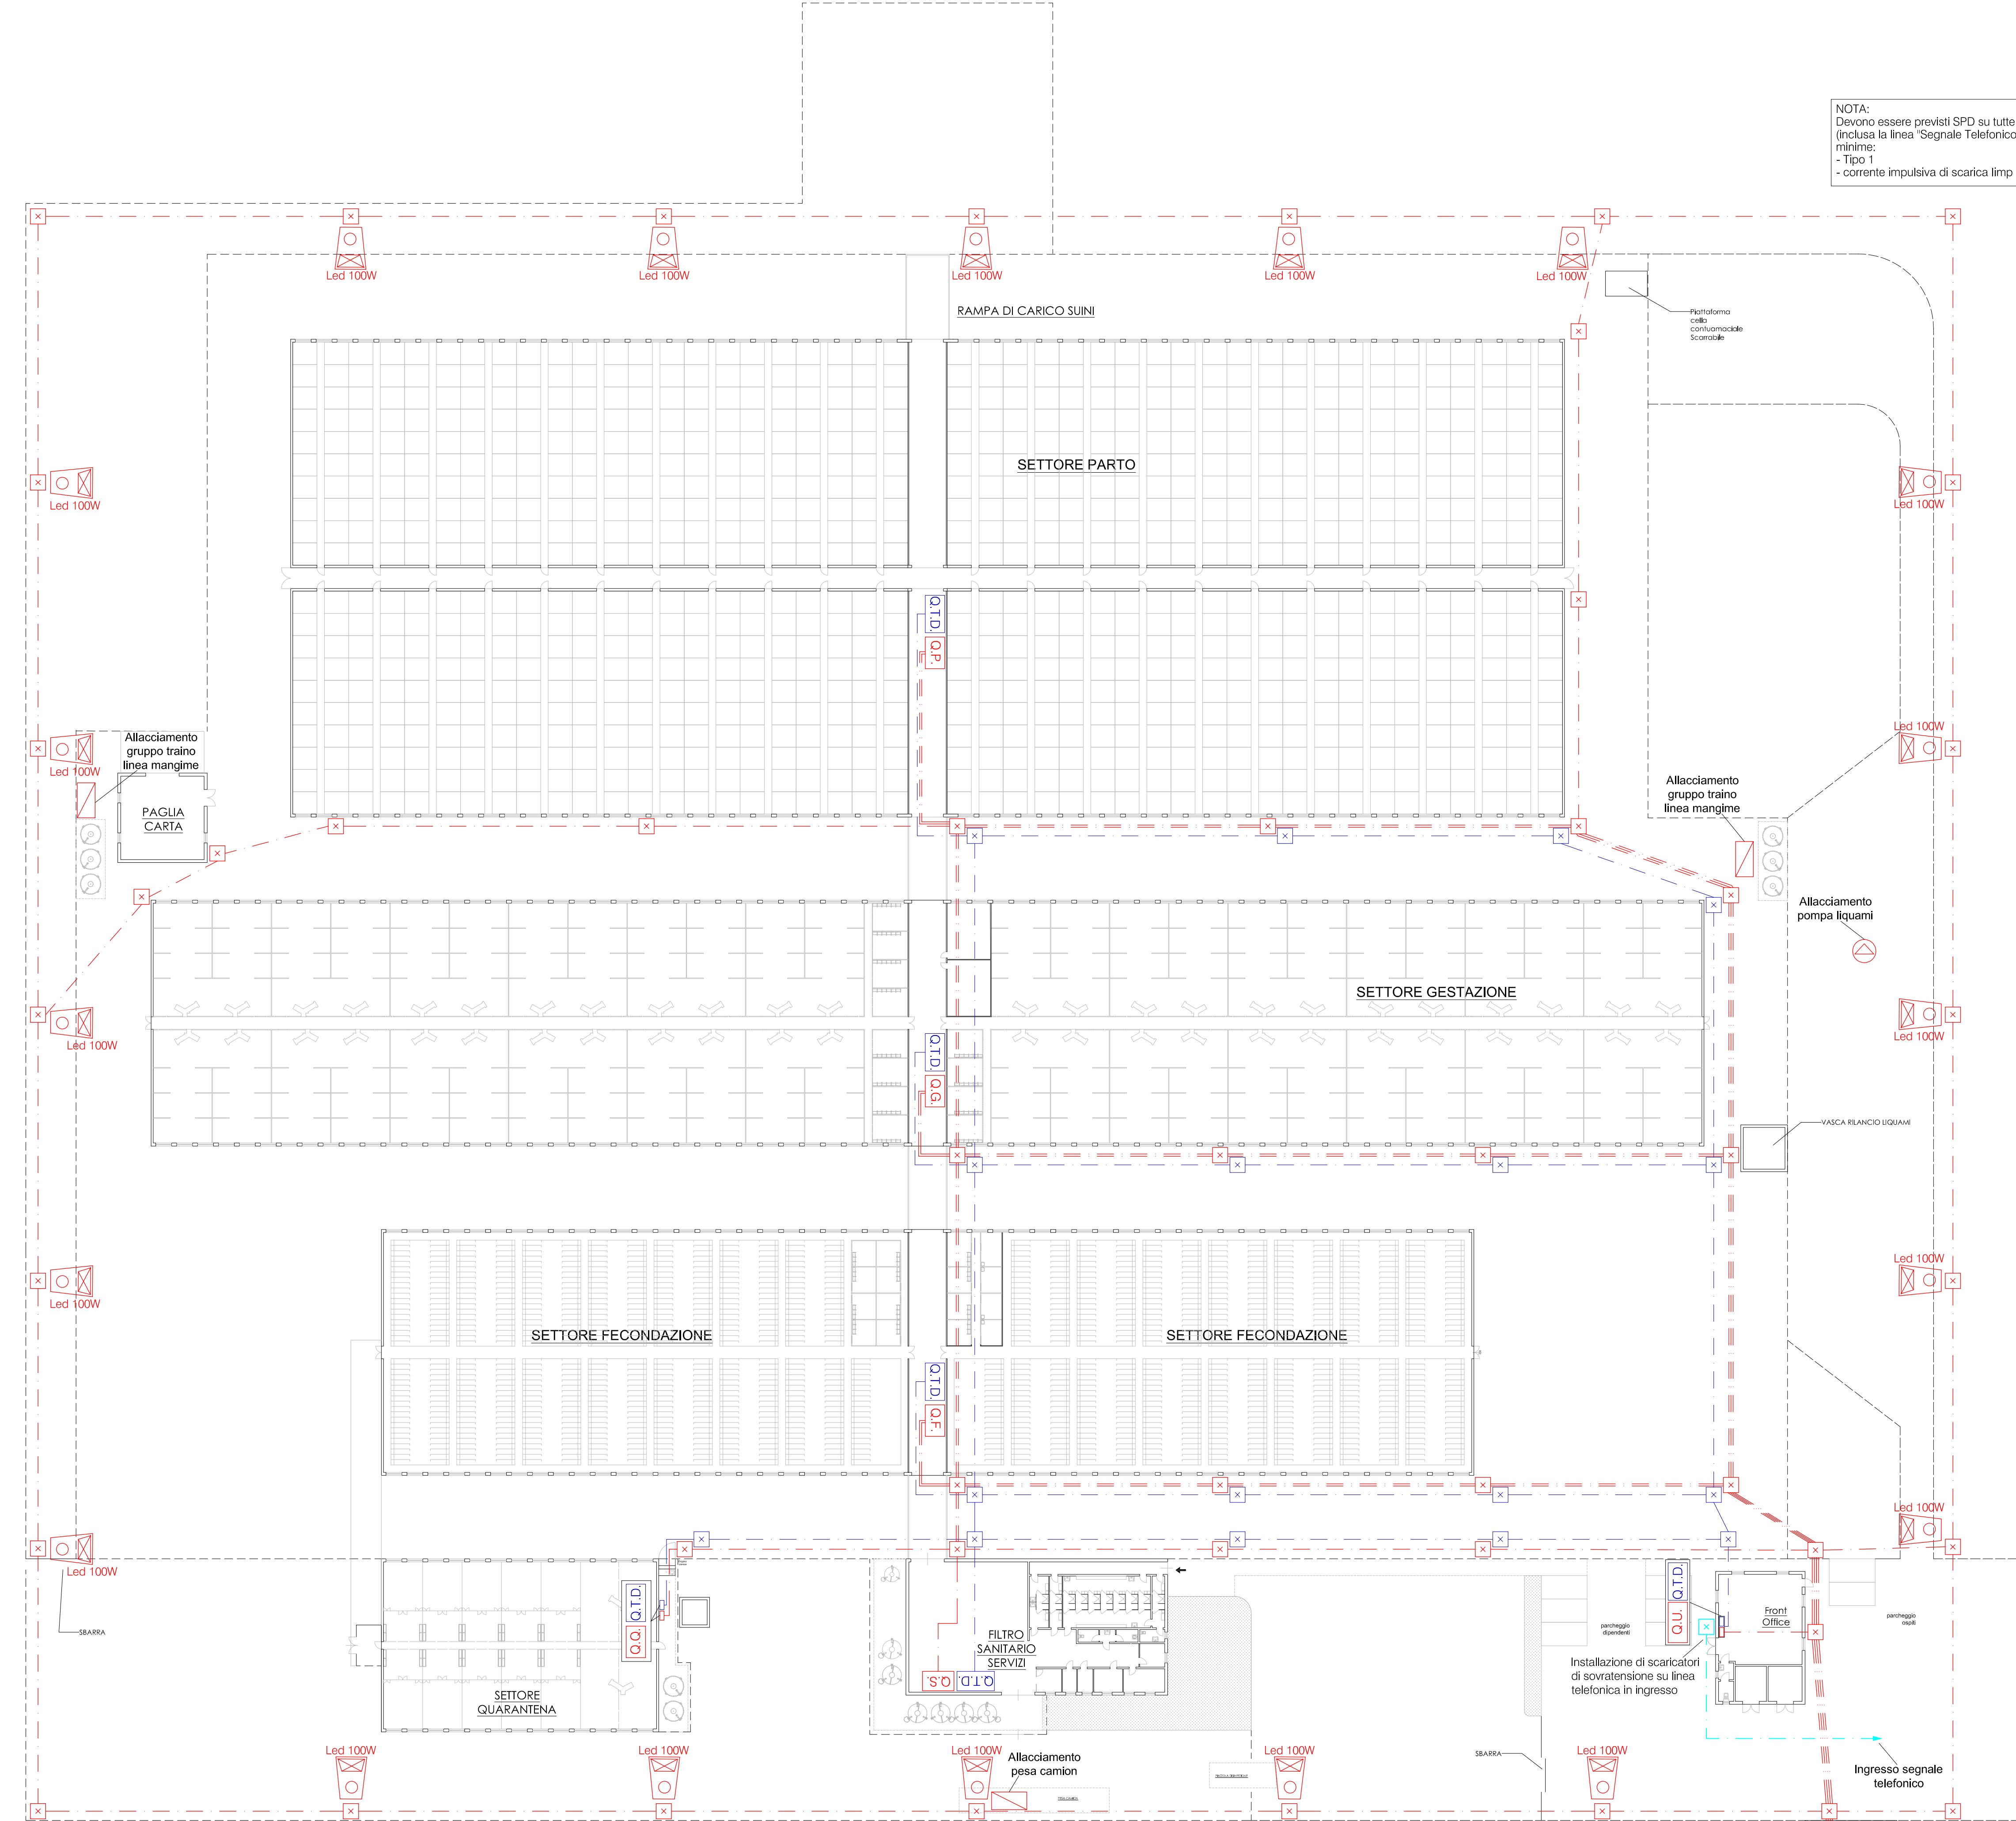 NOTA:
Devono essere previsti SPD su tutte
(inclusa la linea "Segnale Telefonico
minime:
- Tipo 1
- corrente impulsiva di scarica Iimp
Led 100W
Led 100W
Led 100W
Led 100W
Led 100W
RAMPA DI CARICO SUINI
Piattaforma
cella
contuamaciale
Scarrabile
SETTORE PARTO
Led 100W
Led 100W
Q.T.D.
Q.P.
Allacciamento
gruppo traino
linea mangime
Led 100W
Led 100W
PAGLIA
CARTA
Allacciamento
gruppo traino
linea mangime
Allacciamento
pompa liquami
SETTORE GESTAZIONE
Led 100W
Led 100W
Q.T.D.
Q.G.
VASCA RILANCIO LIQUAMI
Led 100W
Led 100W
SETTORE FECONDAZIONE
SETTORE FECONDAZIONE
Q.T.D.
Q.F.
Led 100W
Led 100W
SBARRA
Q.T.D.
Q.Q.
FILTRO
SANITARIO
SERVIZI
Q.S.
Q.T.D.
parcheggio
dipendenti
Q.T.D.
Q.U.
Front
Office
parcheggio
ospiti
Installazione di scaricatori
di sovratensione su linea
telefonica in ingresso
SETTORE
QUARANTENA
Led 100W
Led 100W
Led 100W
Allacciamento
pesa camion
Led 100W
SBARRA
Led 100W
Ingresso segnale
telefonico